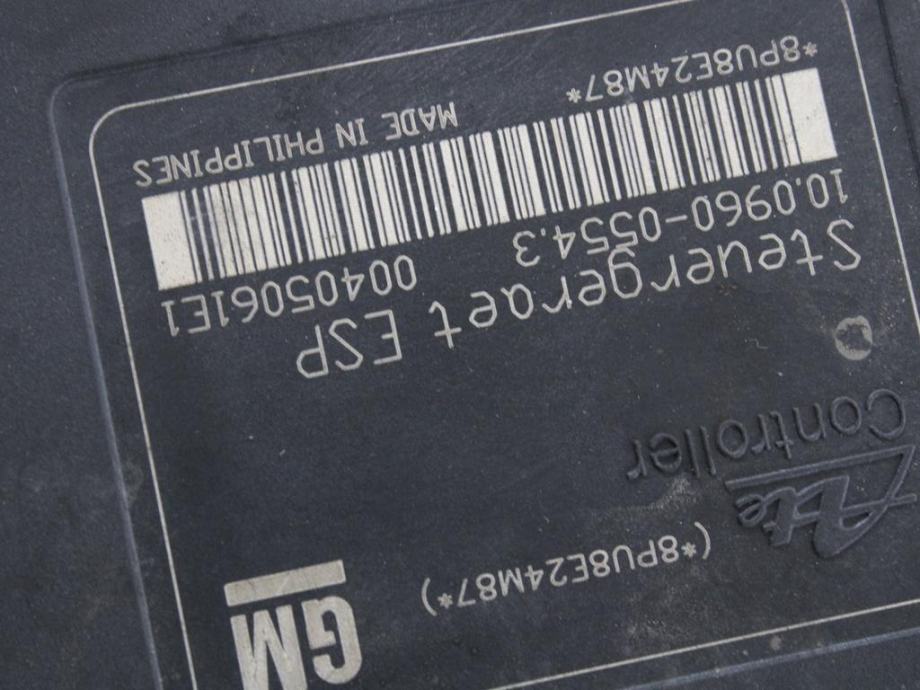 GM
(*8PU8E24M87*)
Ate
Controller
Steuergeraet ESP
10.0960-0554.3 00405061E1
*8PU8E24M87* MADE IN PHILIPPINES